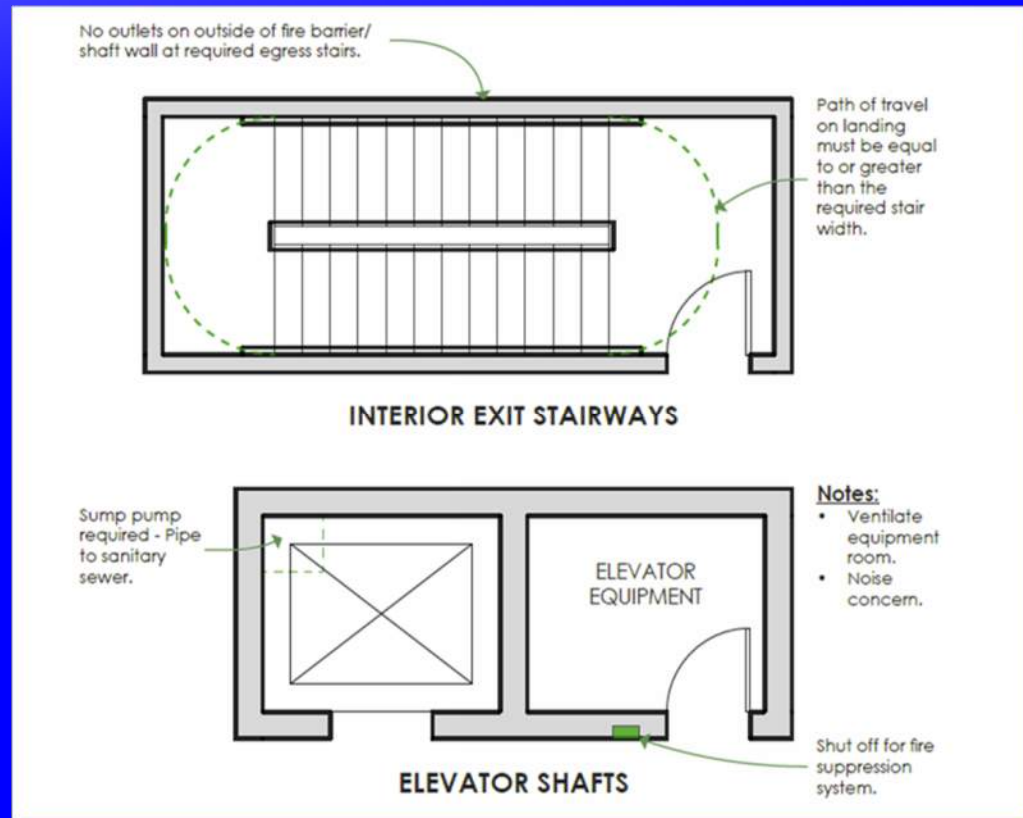 No outlets on outside of fire barrier/
shaft wall at required egress stairs.
Path of travel
on landing
must be equal
to or greater
than the
required stair
width.
INTERIOR EXIT STAIRWAYS
Sump pump
required - Pipe
to sanitary
sewer.
ELEVATOR
EQUIPMENT
Notes:
• Ventilate
equipment
room.
• Noise
concern.
Shut off for fire
suppression
system.
ELEVATOR SHAFTS